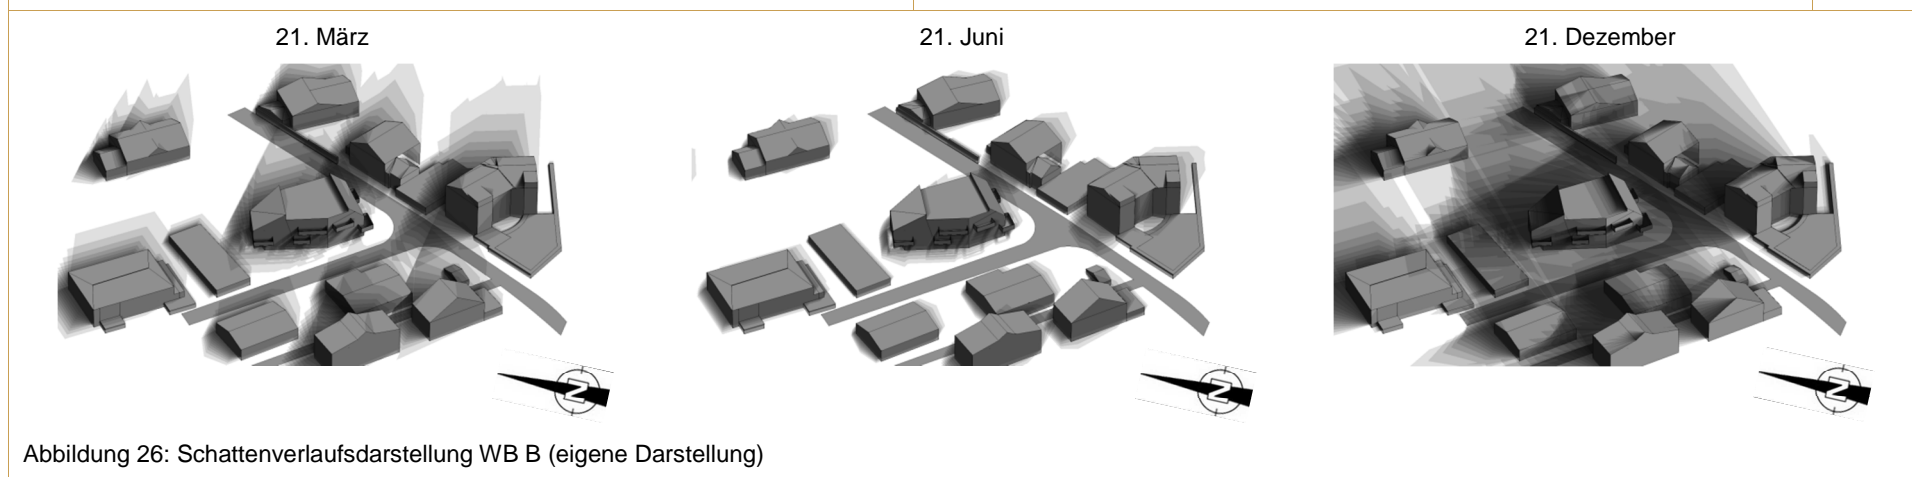 21. März
21. Juni
21. Dezember
N
N
N
Abbildung 26: Schattenverlaufsdarstellung WB B (eigene Darstellung)